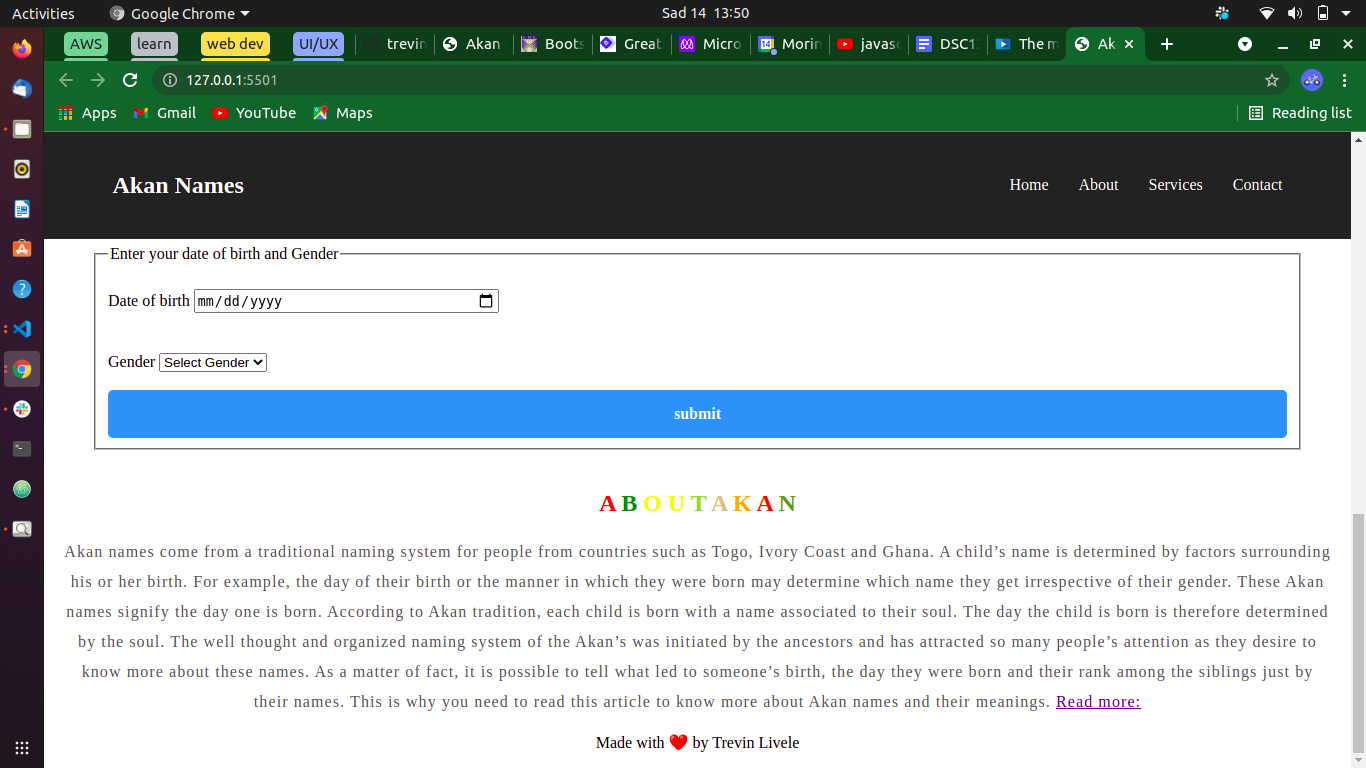 Activities Google Chrome Sad 14 13:50
AWS learn web dev UI/UX trevin Akan Boots Great Micro Morin javasc DSC1 The m Ak
127.0.0.1:5501
Apps Gmail YouTube Maps Reading list
Akan Names Home About Services Contact
Enter your date of birth and Gender
Date of birth mm/dd/yyyy
Gender Select Gender
submit
A B O U T A K A N
Akan names come from a traditional naming system for people from countries such as Togo, Ivory Coast and Ghana. A child’s name is determined by factors surrounding
his or her birth. For example, the day of their birth or the manner in which they were born may determine which name they get irrespective of their gender. These Akan
names signify the day one is born. According to Akan tradition, each child is born with a name associated to their soul. The day the child is born is therefore determined
by the soul. The well thought and organized naming system of the Akan’s was initiated by the ancestors and has attracted so many people’s attention as they desire to
know more about these names. As a matter of fact, it is possible to tell what led to someone’s birth, the day they were born and their rank among the siblings just by
their names. This is why you need to read this article to know more about Akan names and their meanings. Read more:
Made with ❤️ by Trevin Livele